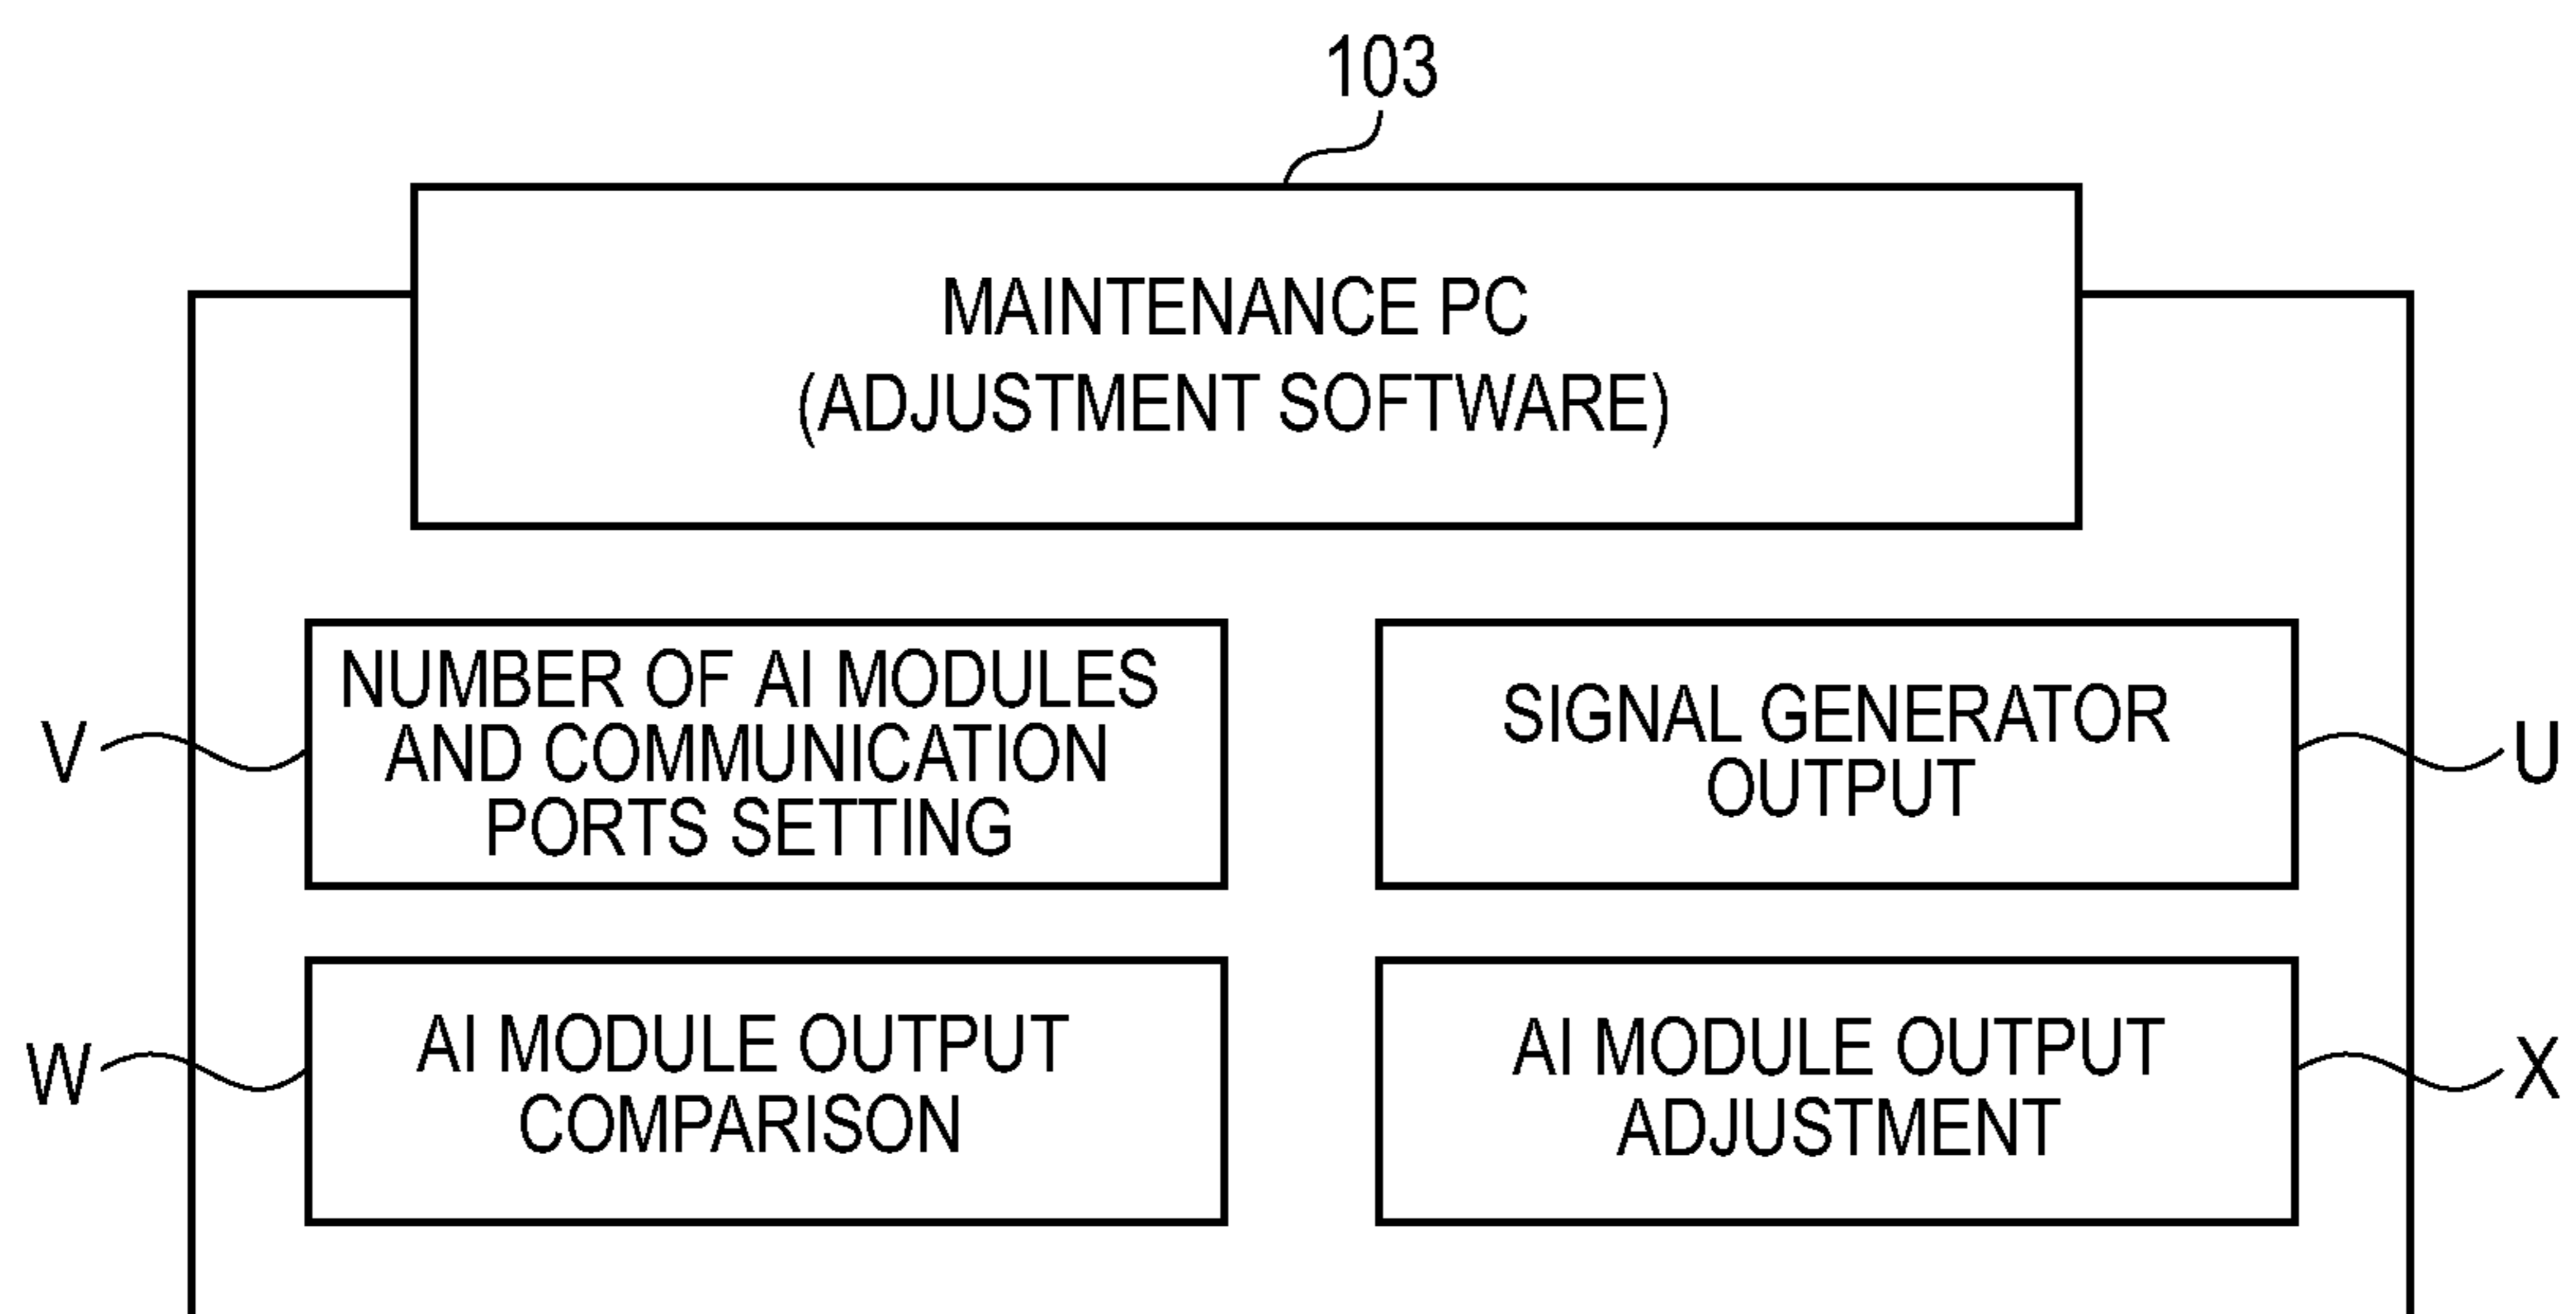 103
MAINTENANCE PC
(ADJUSTMENT SOFTWARE)
V
NUMBER OF AI MODULES
AND COMMUNICATION
PORTS SETTING
SIGNAL GENERATOR
OUTPUT
U
W
AI MODULE OUTPUT
COMPARISON
AI MODULE OUTPUT
ADJUSTMENT
X